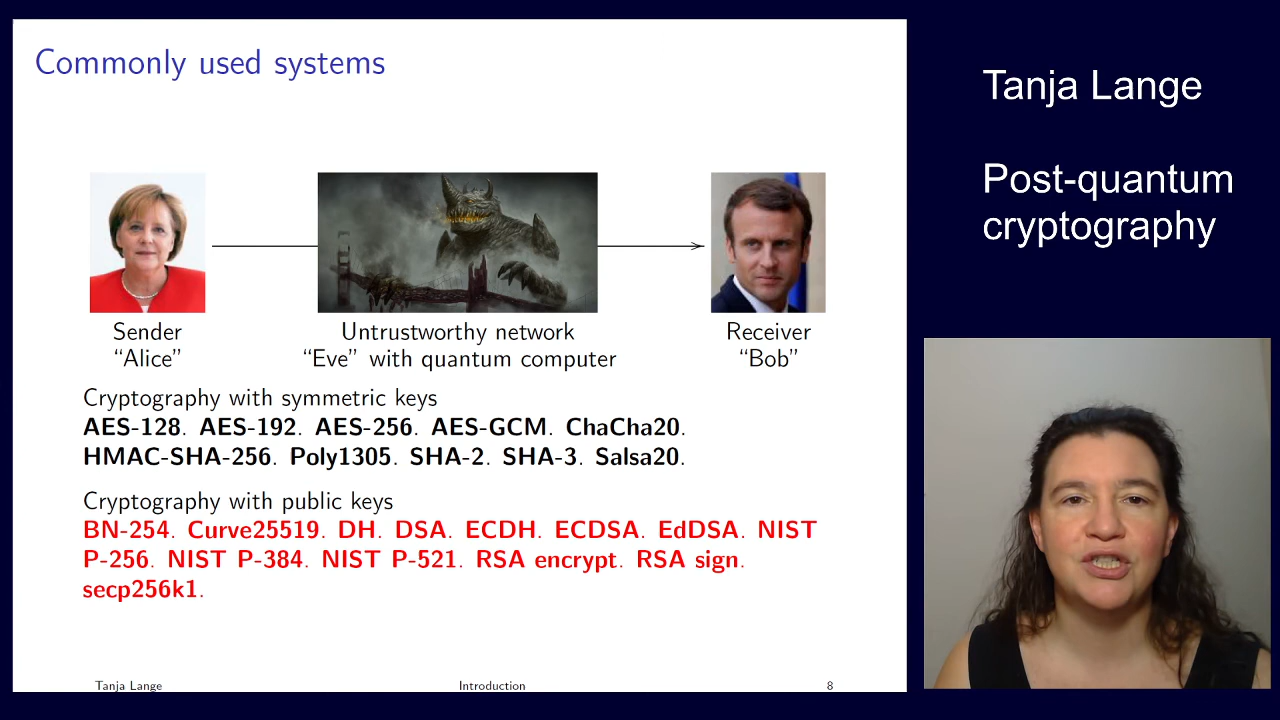 Commonly used systems
Sender
“Alice”
Untrustworthy network
“Eve” with quantum computer
Receiver
“Bob”
Cryptography with symmetric keys
AES-128. AES-192. AES-256. AES-GCM. ChaCha20.
HMAC-SHA-256. Poly1305. SHA-2. SHA-3. Salsa20.
Cryptography with public keys
BN-254. Curve25519. DH. DSA. ECDH. ECDSA. EdDSA. NIST
P-256. NIST P-384. NIST P-521. RSA encrypt. RSA sign.
secp256k1.
Tanja Lange
Introduction
8
Tanja Lange
Post-quantum
cryptography